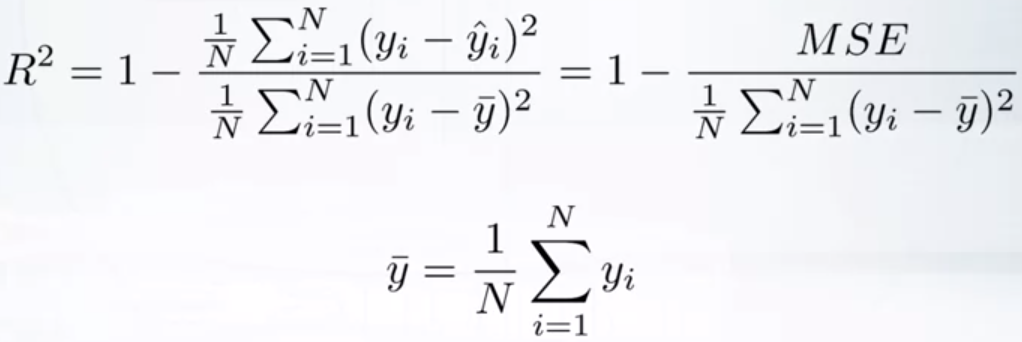 R² = 1 − \frac{\frac{1}{N} \sum_{i=1}^{N} (y_i − \hat{y}_i)^2}{\frac{1}{N} \sum_{i=1}^{N} (y_i − \bar{y})^2} = 1 − \frac{MSE}{\frac{1}{N} \sum_{i=1}^{N} (y_i − \bar{y})^2}
\bar{y} = \frac{1}{N} \sum_{i=1}^{N} y_i